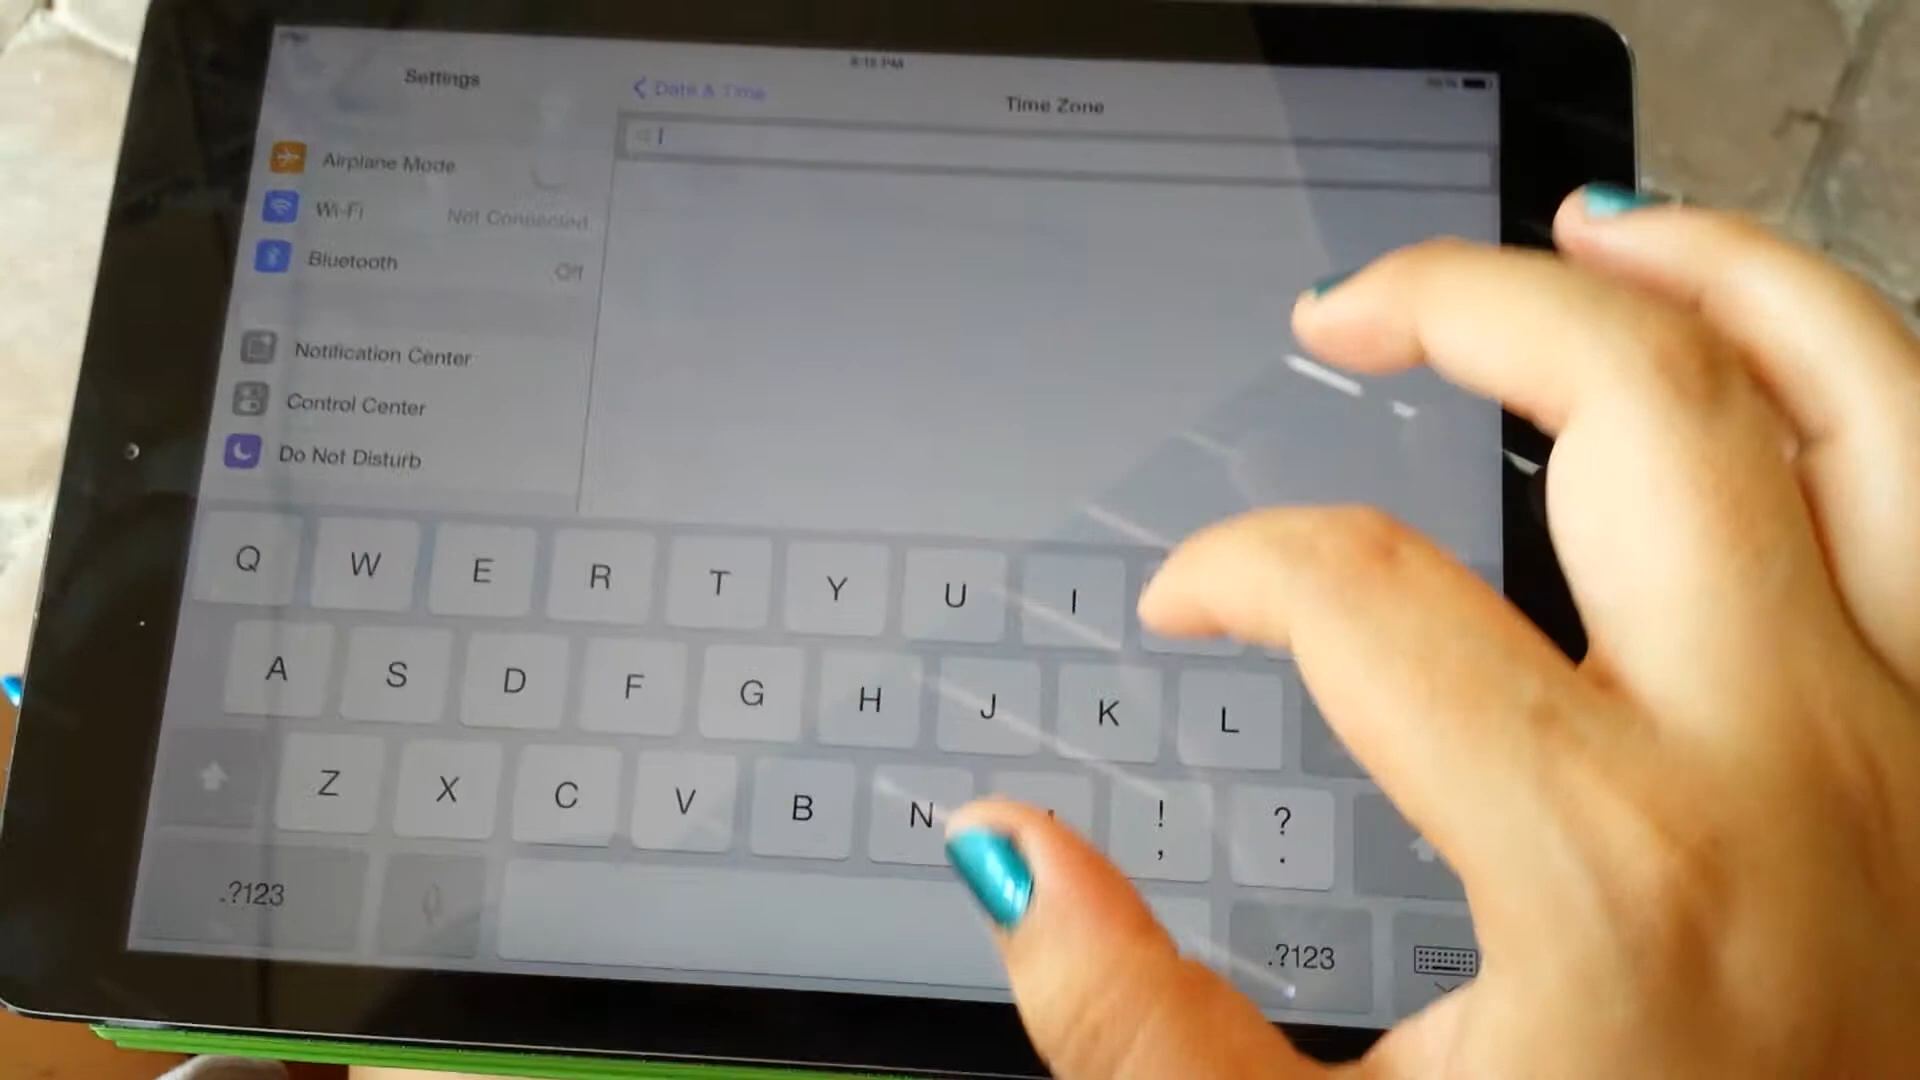 Settings
Date & Time
Time Zone
Airplane Mode
Wi-Fi
Not Connected
Bluetooth
Off
Notification Center
Control Center
Do Not Disturb
Q W E R T Y U I
A S D F G H J K L
Z X C V B N ! , ? .
.?123 .?123